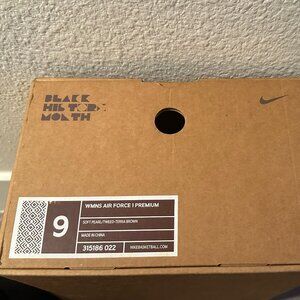 BLACK
HISTORY
MONTH
9
WMNS AIR FORCE 1 PREMIUM
SOFT PEARL/TWEED-TERRA BROWN
MADE IN CHINA
315186 022
NIKEBASKETBALL.COM